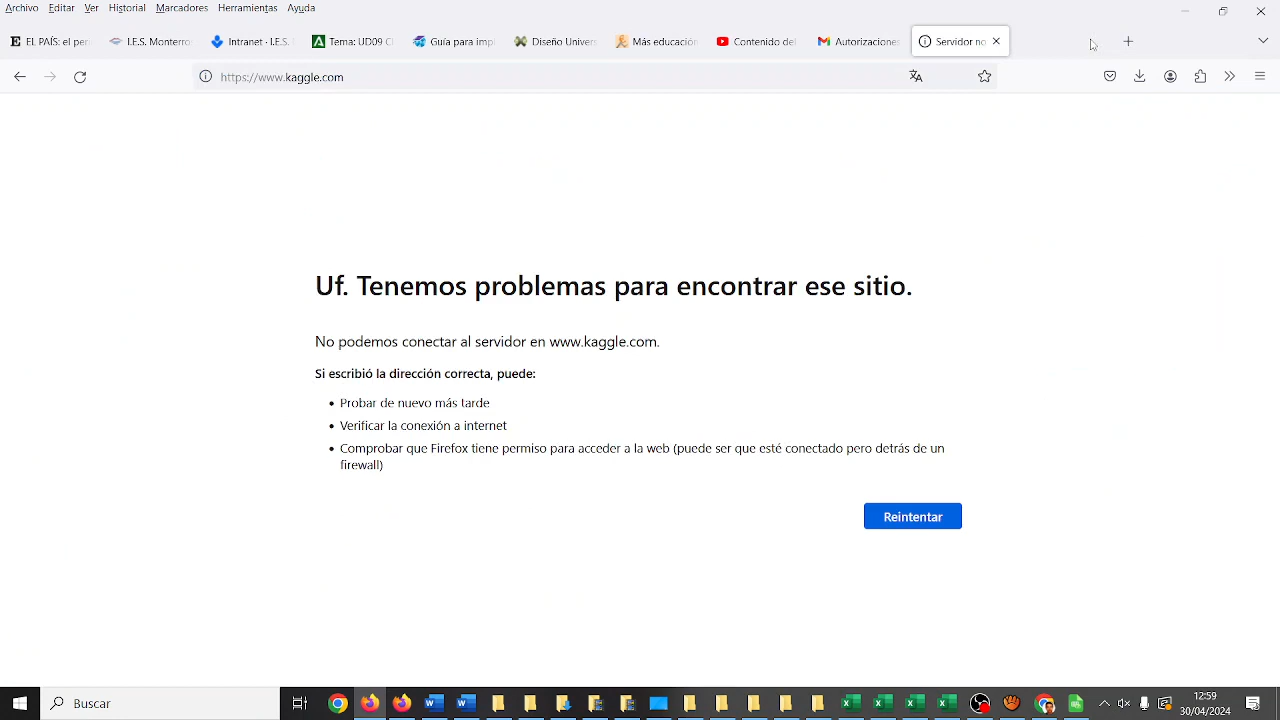 Archivo Editar Ver Historial Marcadores Herramientas Ayuda
EL PAÍS: el per I.E.S. Monterro Intranet - I.E.S. Tema: UD09 Guía para imp Diseño Univers Máseducación Contenido del Autorizaciones Servidor no
https://www.kaggle.com
Uf. Tenemos problemas para encontrar ese sitio.
No podemos conectar al servidor en www.kaggle.com.
Si escribió la dirección correcta, puede:
Probar de nuevo más tarde
Verificar la conexión a internet
Comprobar que Firefox tiene permiso para acceder a la web (puede ser que esté conectado pero detrás de un
firewall)
Reintentar
Buscar
12:59
30/04/2024